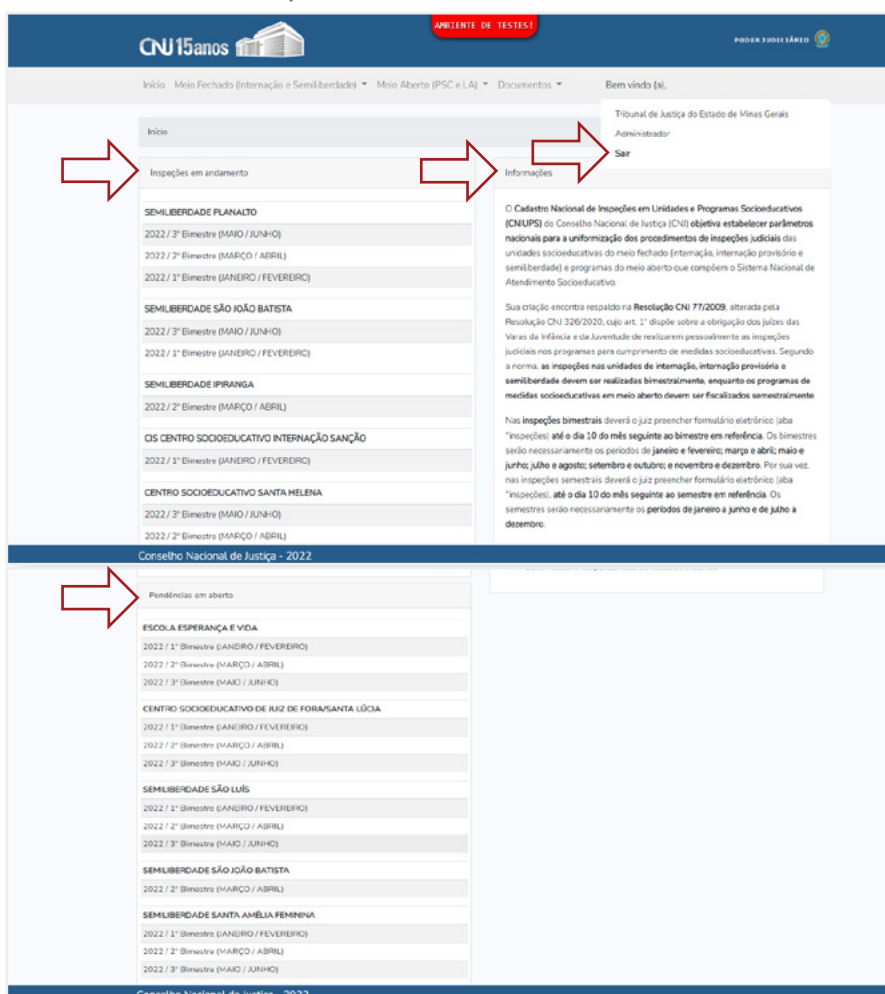 CNJ 15anos
AMBIENTE DE TESTES!
PODER JUDICIÁRIO
Início Meio Fechado (Internação e Semiliberdade) Meio Aberto (PSC e LA) Documentos Bem vindo (a),
Tribunal de Justiça do Estado de Minas Gerais
Administrador
Sair
Início
Inspeções em andamento
SEMILIBERDADE PLANALTO
2022 / 3º Bimestre (MAIO / JUNHO)
2022 / 2º Bimestre (MARÇO / ABRIL)
2022 / 1º Bimestre (JANEIRO / FEVEREIRO)
SEMILIBERDADE SÃO JOÃO BATISTA
2022 / 3º Bimestre (MAIO / JUNHO)
2022 / 1º Bimestre (JANEIRO / FEVEREIRO)
SEMILIBERDADE IPIRANGA
2022 / 2º Bimestre (MARÇO / ABRIL)
CIS CENTRO SOCIOEDUCATIVO INTERNAÇÃO SANÇÃO
2022 / 1º Bimestre (JANEIRO / FEVEREIRO)
CENTRO SOCIOEDUCATIVO SANTA HELENA
2022 / 3º Bimestre (MAIO / JUNHO)
2022 / 2º Bimestre (MARÇO / ABRIL)
Informações
O Cadastro Nacional de Inspeções em Unidades e Programas Socioeducativos
(CNIUPS) do Conselho Nacional de Justiça (CNJ) objetiva estabelecer parâmetros
nacionais para a uniformização dos procedimentos de inspeções judiciais das
unidades socioeducativas do meio fechado (internação, internação provisório e
semiliberdade) e programas do meio aberto que compõem o Sistema Nacional de
Atendimento Socioeducativo.
Sua criação encontra respaldo na Resolução CNJ 77/2009, alterada pela
Resolução CNJ 326/2020, cujo art. 1º dispõe sobre a obrigação dos juízes das
Varas da Infância e da Juventude de realizarem pessoalmente as inspeções
judiciais nos programas para cumprimento de medidas socioeducativas. Segundo
a norma, as inspeções nas unidades de internação, internação provisória e
semiliberdade devem ser realizadas bimestralmente, enquanto os programas de
medidas socioeducativas em meio aberto devem ser fiscalizados semestralmente.
Nas inspeções bimestrais deverá o juiz preencher formulário eletrônico (aba
"inspeções) até o dia 10 do mês seguinte ao bimestre em referência. Os bimestres
serão necessariamente os períodos de janeiro e fevereiro; março e abril; maio e
junho; julho e agosto; setembro e outubro; e novembro e dezembro. Por sua vez,
nas inspeções semestrais deverá o juiz preencher formulário eletrônico (aba
"inspeções), até o dia 10 do mês seguinte ao semestre em referência. Os
semestres serão necessariamente os períodos de janeiro a junho e de julho a
dezembro.
Conselho Nacional de Justiça - 2022
Pendências em aberto
ESCOLA ESPERANÇA E VIDA
2022 / 1º Bimestre (JANEIRO / FEVEREIRO)
2022 / 2º Bimestre (MARÇO / ABRIL)
2022 / 3º Bimestre (MAIO / JUNHO)
CENTRO SOCIOEDUCATIVO DE JUIZ DE FORA/SANTA LÚCIA
2022 / 1º Bimestre (JANEIRO / FEVEREIRO)
2022 / 2º Bimestre (MARÇO / ABRIL)
2022 / 3º Bimestre (MAIO / JUNHO)
SEMILIBERDADE SÃO LUÍS
2022 / 1º Bimestre (JANEIRO / FEVEREIRO)
2022 / 2º Bimestre (MARÇO / ABRIL)
2022 / 3º Bimestre (MAIO / JUNHO)
SEMILIBERDADE SÃO JOÃO BATISTA
2022 / 2º Bimestre (MARÇO / ABRIL)
SEMILIBERDADE SANTA AMÉLIA FEMININA
2022 / 1º Bimestre (JANEIRO / FEVEREIRO)
2022 / 2º Bimestre (MARÇO / ABRIL)
2022 / 3º Bimestre (MAIO / JUNHO)
Conselho Nacional de Justiça - 2022